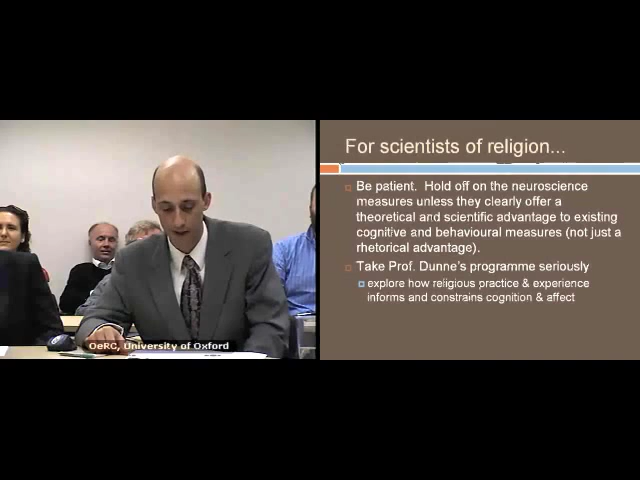 For scientists of religion...
Be patient. Hold off on the neuroscience
measures unless they clearly offer a
theoretical and scientific advantage to existing
cognitive and behavioural measures (not just a
rhetorical advantage).
Take Prof. Dunne's programme seriously
explore how religious practice & experience
informs and constrains cognition & affect
OeRC, University of Oxford